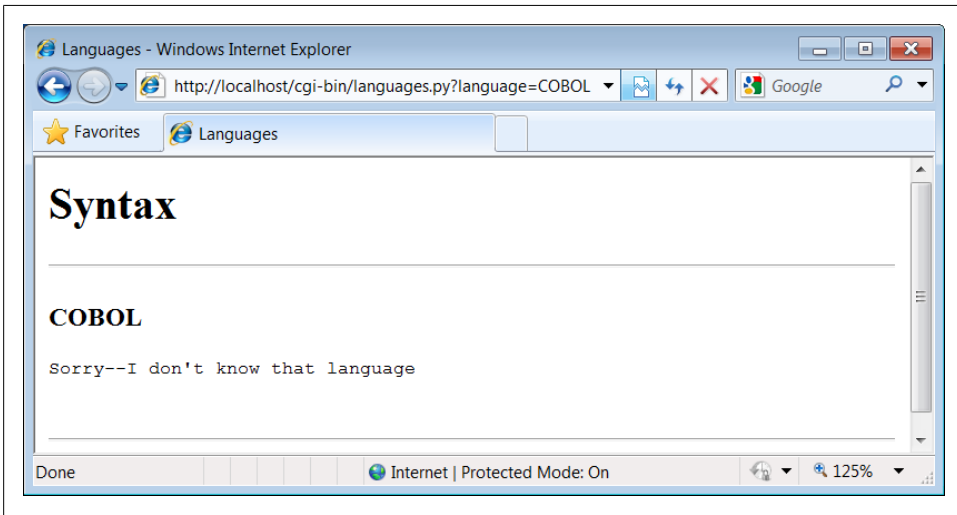 Languages - Windows Internet Explorer
http://localhost/cgi-bin/languages.py?language=COBOL
Google
Favorites
Languages
Syntax
COBOL
Sorry--I don't know that language
Done
Internet | Protected Mode: On
125%